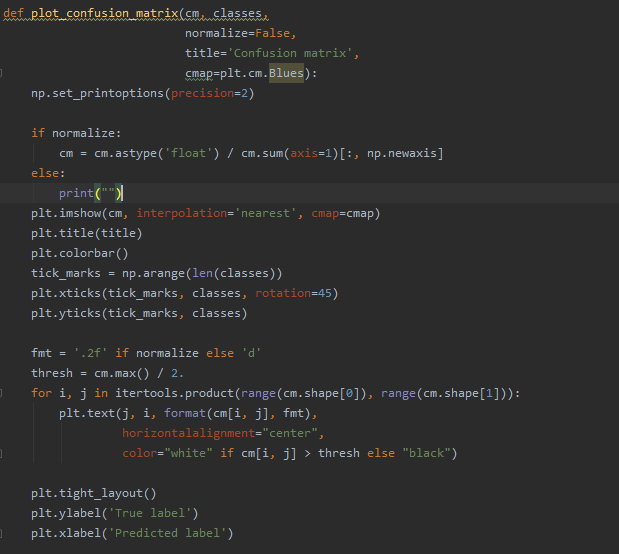 def plot_confusion_matrix(cm, classes,
                          normalize=False,
                          title='Confusion matrix',
                          cmap=plt.cm.Blues):
    np.set_printoptions(precision=2)

    if normalize:
        cm = cm.astype('float') / cm.sum(axis=1)[:, np.newaxis]
    else:
        print("")
    plt.imshow(cm, interpolation='nearest', cmap=cmap)
    plt.title(title)
    plt.colorbar()
    tick_marks = np.arange(len(classes))
    plt.xticks(tick_marks, classes, rotation=45)
    plt.yticks(tick_marks, classes)

    fmt = '.2f' if normalize else 'd'
    thresh = cm.max() / 2.
    for i, j in itertools.product(range(cm.shape[0]), range(cm.shape[1])):
        plt.text(j, i, format(cm[i, j], fmt),
                 horizontalalignment="center",
                 color="white" if cm[i, j] > thresh else "black")

    plt.tight_layout()
    plt.ylabel('True label')
    plt.xlabel('Predicted label')